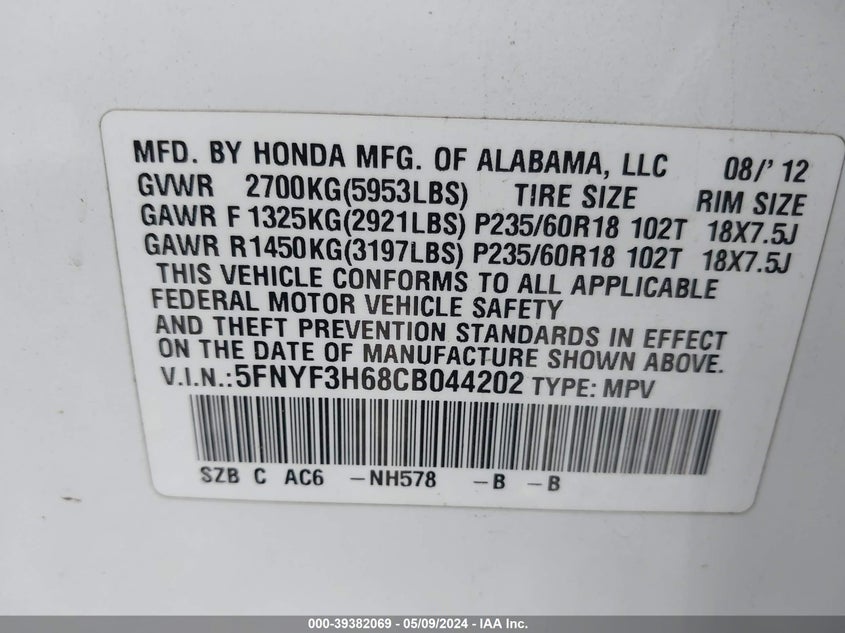 MFD. BY HONDA MFG. OF ALABAMA, LLC 08/' 12
GVWR 2700KG(5953LBS) TIRE SIZE RIM SIZE
GAWR F 1325KG(2921LBS) P235/60R18 102T 18X7.5J
GAWR R1450KG(3197LBS) P235/60R18 102T 18X7.5J
THIS VEHICLE CONFORMS TO ALL APPLICABLE
FEDERAL MOTOR VEHICLE SAFETY
AND THEFT PREVENTION STANDARDS IN EFFECT
ON THE DATE OF MANUFACTURE SHOWN ABOVE.
V.I.N.:5FNYF3H68CB044202 TYPE: MPV
SZB C AC6 -NH578 -B -B
000-39382069 - 05/09/2024 - IAA Inc.